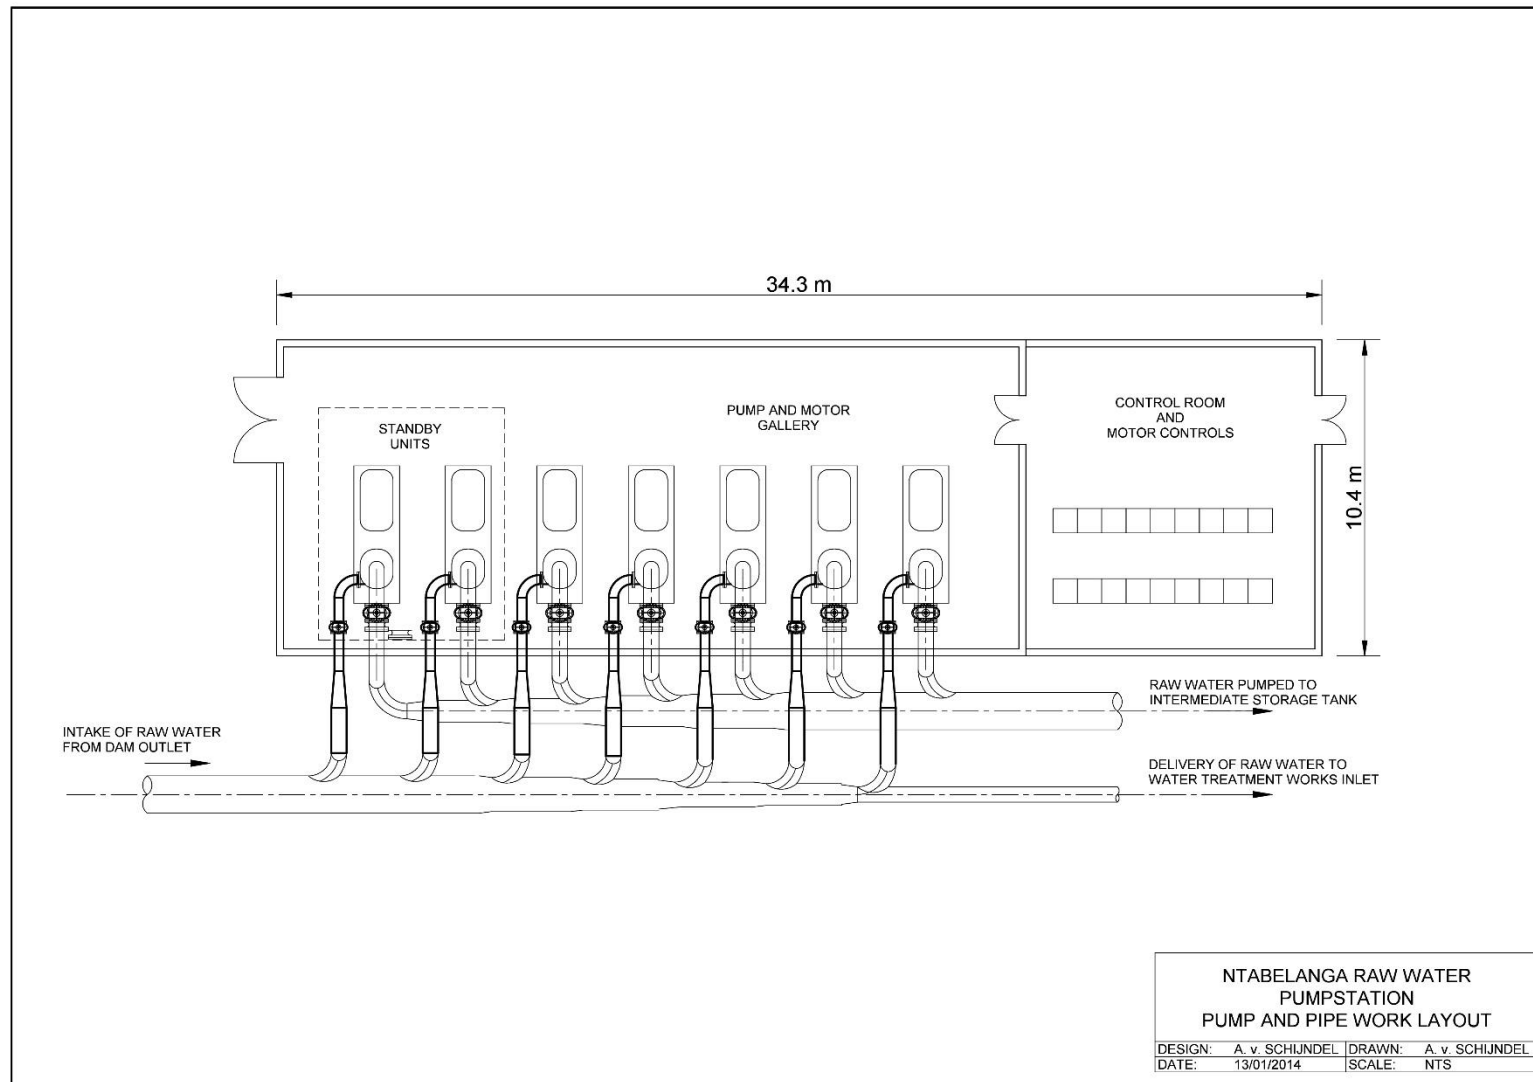 34.3 m
10.4 m
PUMP AND MOTOR
GALLERY
CONTROL ROOM
AND
MOTOR CONTROLS
STANDBY
UNITS
RAW WATER PUMPED TO
INTERMEDIATE STORAGE TANK
INTAKE OF RAW WATER
FROM DAM OUTLET
DELIVERY OF RAW WATER TO
WATER TREATMENT WORKS INLET
NTABELANGA RAW WATER
PUMPSTATION
PUMP AND PIPE WORK LAYOUT
DESIGN: A. v. SCHIJNDEL DRAWN: A. v. SCHIJNDEL
DATE: 13/01/2014 SCALE: NTS